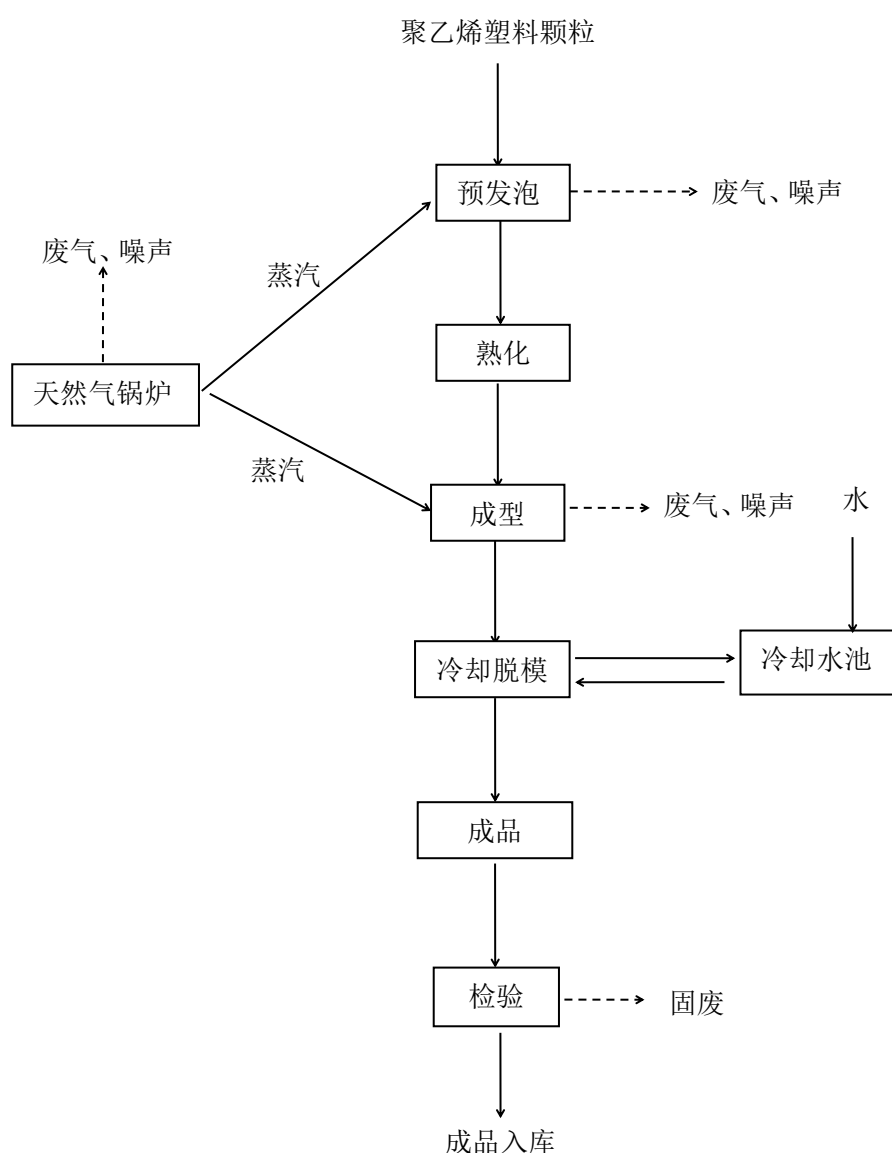 聚乙烯塑料颗粒
预发泡
废气、噪声
废气、噪声
蒸汽
熟化
天然气锅炉
蒸汽
成型
废气、噪声
水
冷却脱模
冷却水池
成品
检验
固废
成品入库